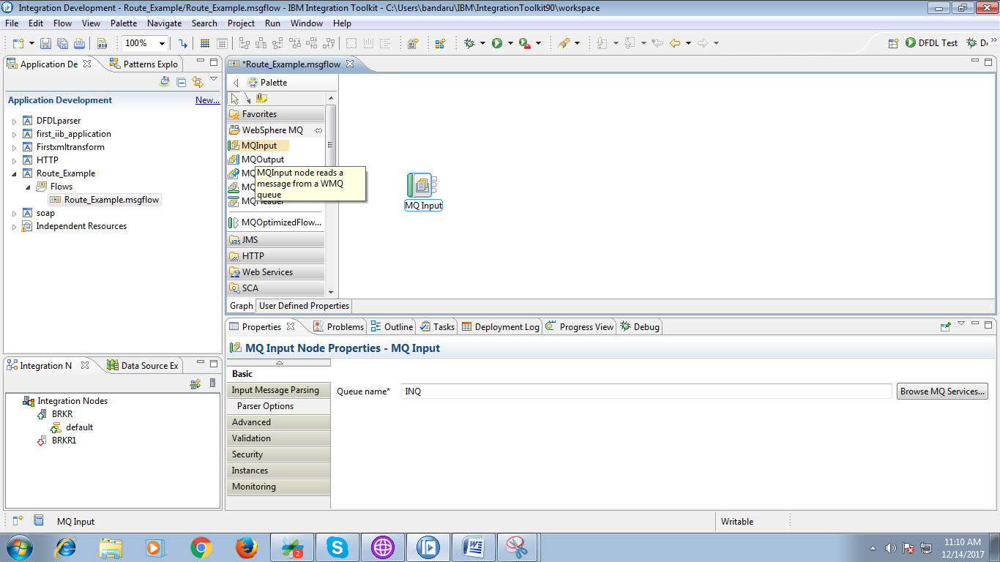 Integration Development - Route_Example/Route_Example.msgflow - IBM Integration Toolkit - C:\Users\bandaru\IBM\IntegrationToolkit90\workspace
File Edit Flow View Palette Navigate Search Project Run Window Help
100% DFDL Test D
Application De Patterns Explo
Application Development New...
DFDLparser
first_iib_application
Firstxmltransform
HTTP
Route_Example
Flows
Route_Example.msgflow
soap
Independent Resources
*Route_Example.msgflow
Palette
Favorites
WebSphere MQ
MQInput
MQOutput
MQ
MQ
MQHeader
MQInput node reads a
message from a WMQ
queue
MQOptimizedFlow...
JMS
HTTP
Web Services
SCA
MQ Input
Graph User Defined Properties
Integration N Data Source Ex
Integration Nodes
BRKR
default
BRKR1
Properties Problems Outline Tasks Deployment Log Progress View Debug
MQ Input Node Properties - MQ Input
Basic
Input Message Parsing
Parser Options
Advanced
Validation
Security
Instances
Monitoring
Queue name* INQ Browse MQ Services...
MQ Input Writable
2
11:10 AM
12/14/2017